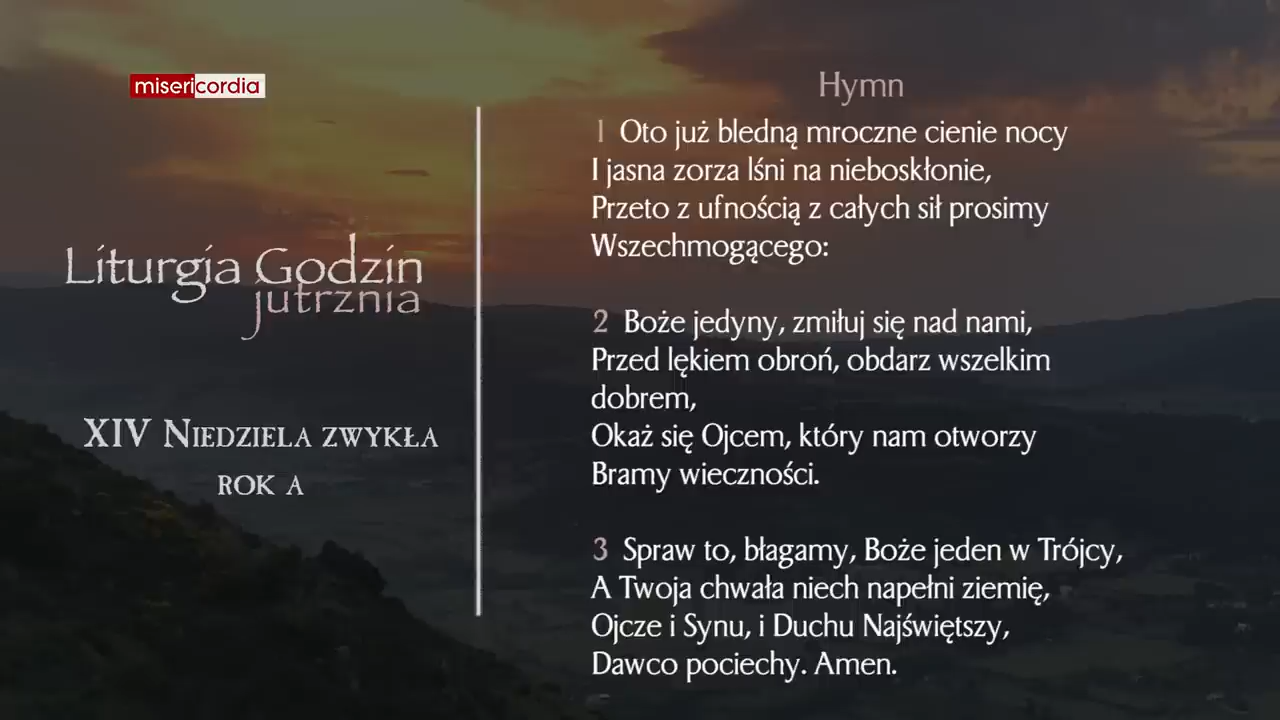 misericordia
Liturgia Godzin
jutrznia
XIV Niedziela zwykła
rok A
Hymn
1 Oto już bledną mroczne cienie nocy
I jasna zorza lśni na nieboskłonie,
Przeto z ufnością z całych sił prosimy
Wszechmogącego:
2 Boże jedyny, zmiłuj się nad nami,
Przed lękiem obroń, obdarz wszelkim
dobrem,
Okaż się Ojcem, który nam otworzy
Bramy wieczności.
3 Spraw to, błagamy, Boże jeden w Trójcy,
A Twoja chwała niech napełni ziemię,
Ojcze i Synu, i Duchu Najświętszy,
Dawco pociechy. Amen.